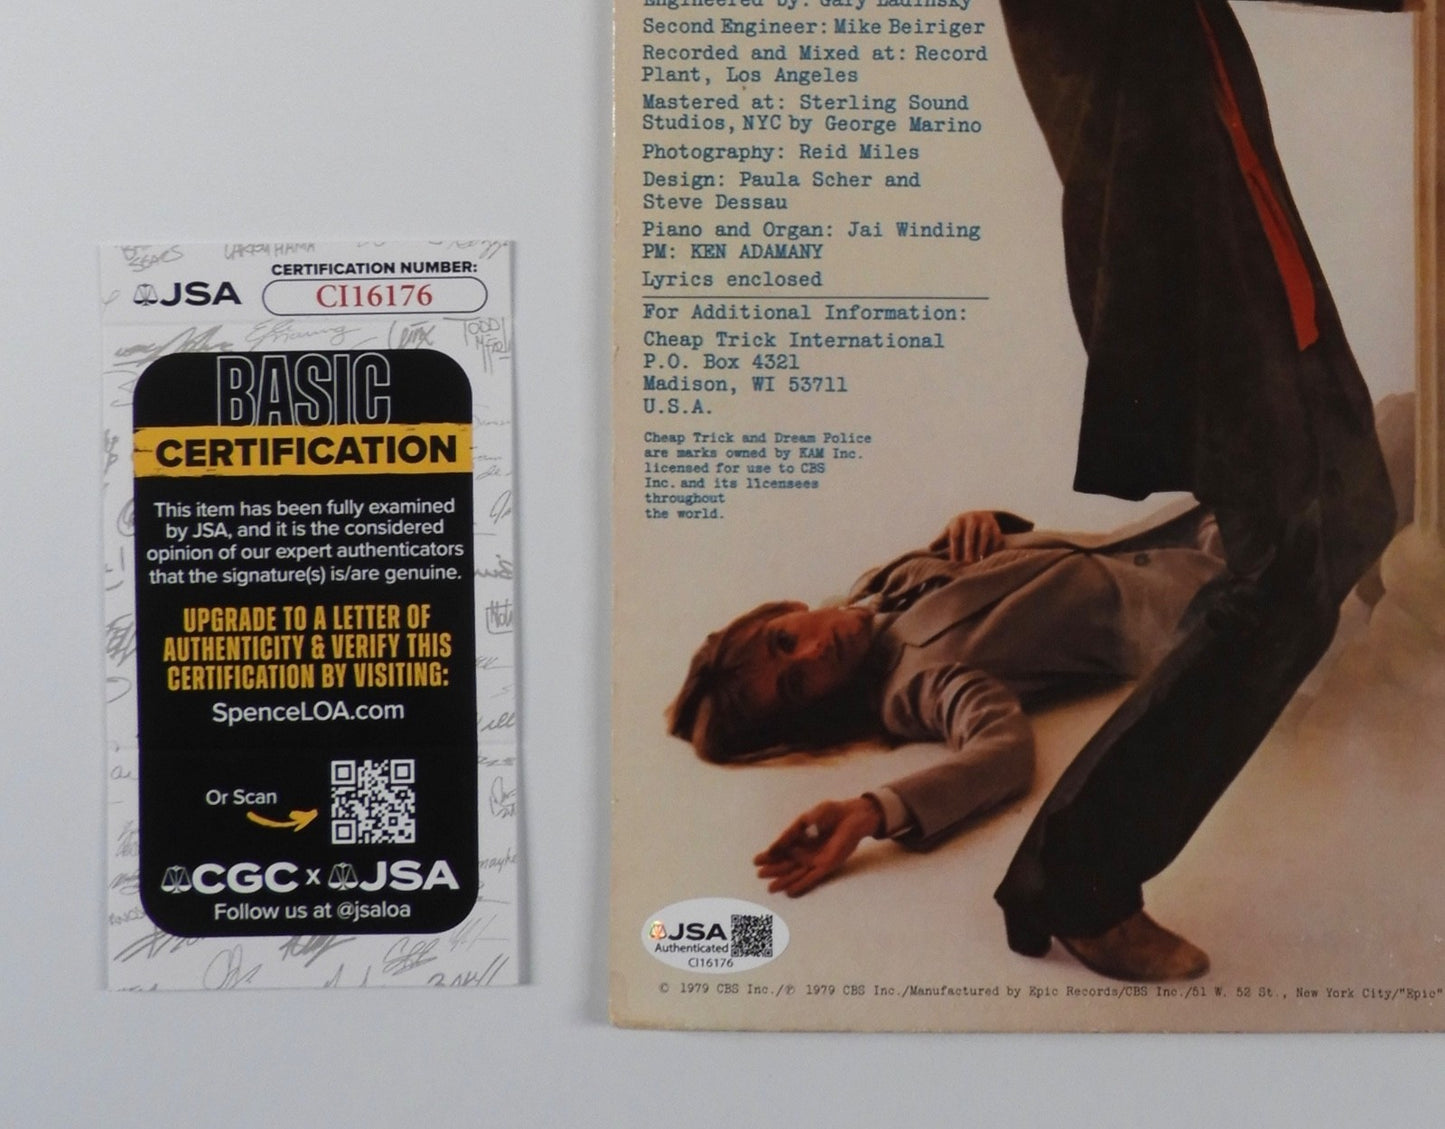 CERTIFICATION NUMBER:
JSA
CI16176
BASIC
CERTIFICATION
This item has been fully examined
by JSA, and it is the considered
opinion of our expert authenticators
that the signature(s) is/are genuine.
UPGRADE TO A LETTER OF
AUTHENTICITY & VERIFY THIS
CERTIFICATION BY VISITING:
SpenceLOA.com
Or Scan
CGC x JSA
Follow us at @jsaloa
Engineered by: Gary Ladinsky
Second Engineer: Mike Beiriger
Recorded and Mixed at: Record
Plant, Los Angeles
Mastered at: Sterling Sound
Studios, NYC by George Marino
Photography: Reid Miles
Design: Paula Scher and
Steve Dessau
Piano and Organ: Jai Winding
PM: KEN ADAMANY
Lyrics enclosed
For Additional Information:
Cheap Trick International
P.O. Box 4321
Madison, WI 53711
U.S.A.
Cheap Trick and Dream Police
are marks owned by KAM Inc.
licensed for use to CBS
Inc. and its licensees
throughout
the world.
JSA
Authenticated
CI16176
© 1979 CBS Inc./℗ 1979 CBS Inc./Manufactured by Epic Records/CBS Inc./51 W. 52 St., New York City/"Epic"